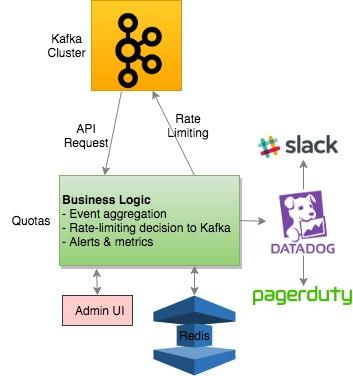 Kafka
Cluster
API
Request
Rate
Limiting
slack
Quotas
Business Logic
- Event aggregation
- Rate-limiting decision to Kafka
- Alerts & metrics
DATADOG
pagerduty
Admin UI
Redis